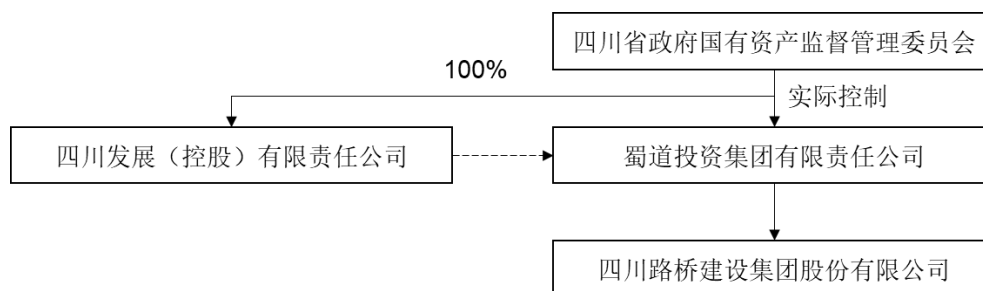 四川省政府国有资产监督管理委员会
100%
实际控制
四川发展（控股）有限责任公司
蜀道投资集团有限责任公司
四川路桥建设集团股份有限公司